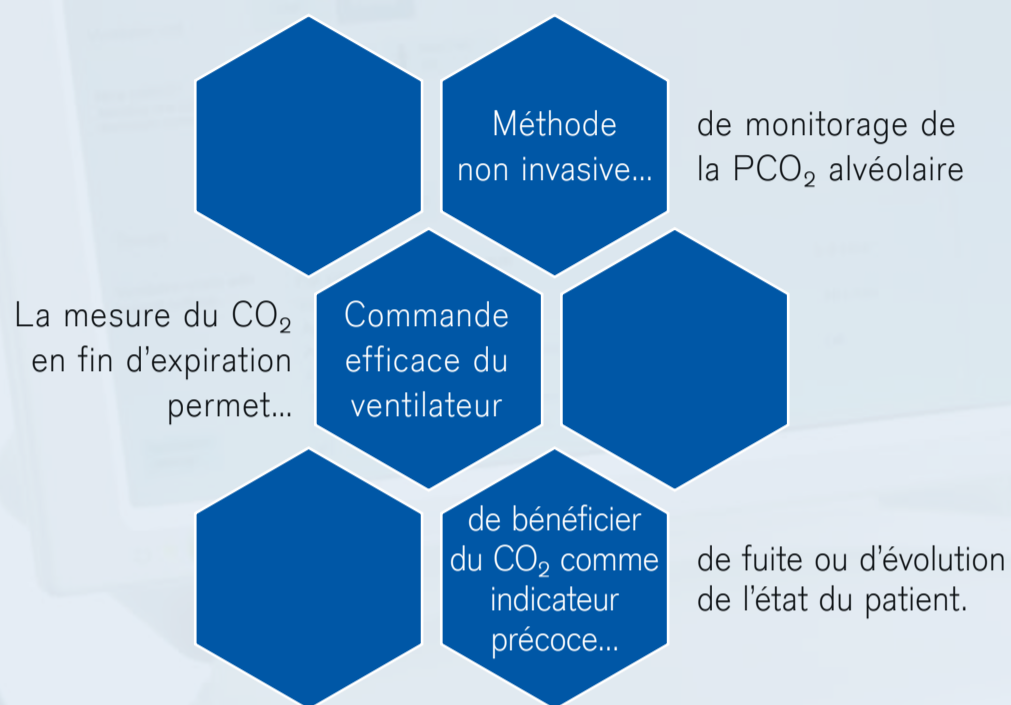 Méthode
non invasive...
de monitorage de
la PCO₂ alvéolaire
La mesure du CO₂
en fin d'expiration
permet...
Commande
efficace du
ventilateur
de bénéficier
du CO₂ comme
indicateur
précoce...
de fuite ou d'évolution
de l'état du patient.